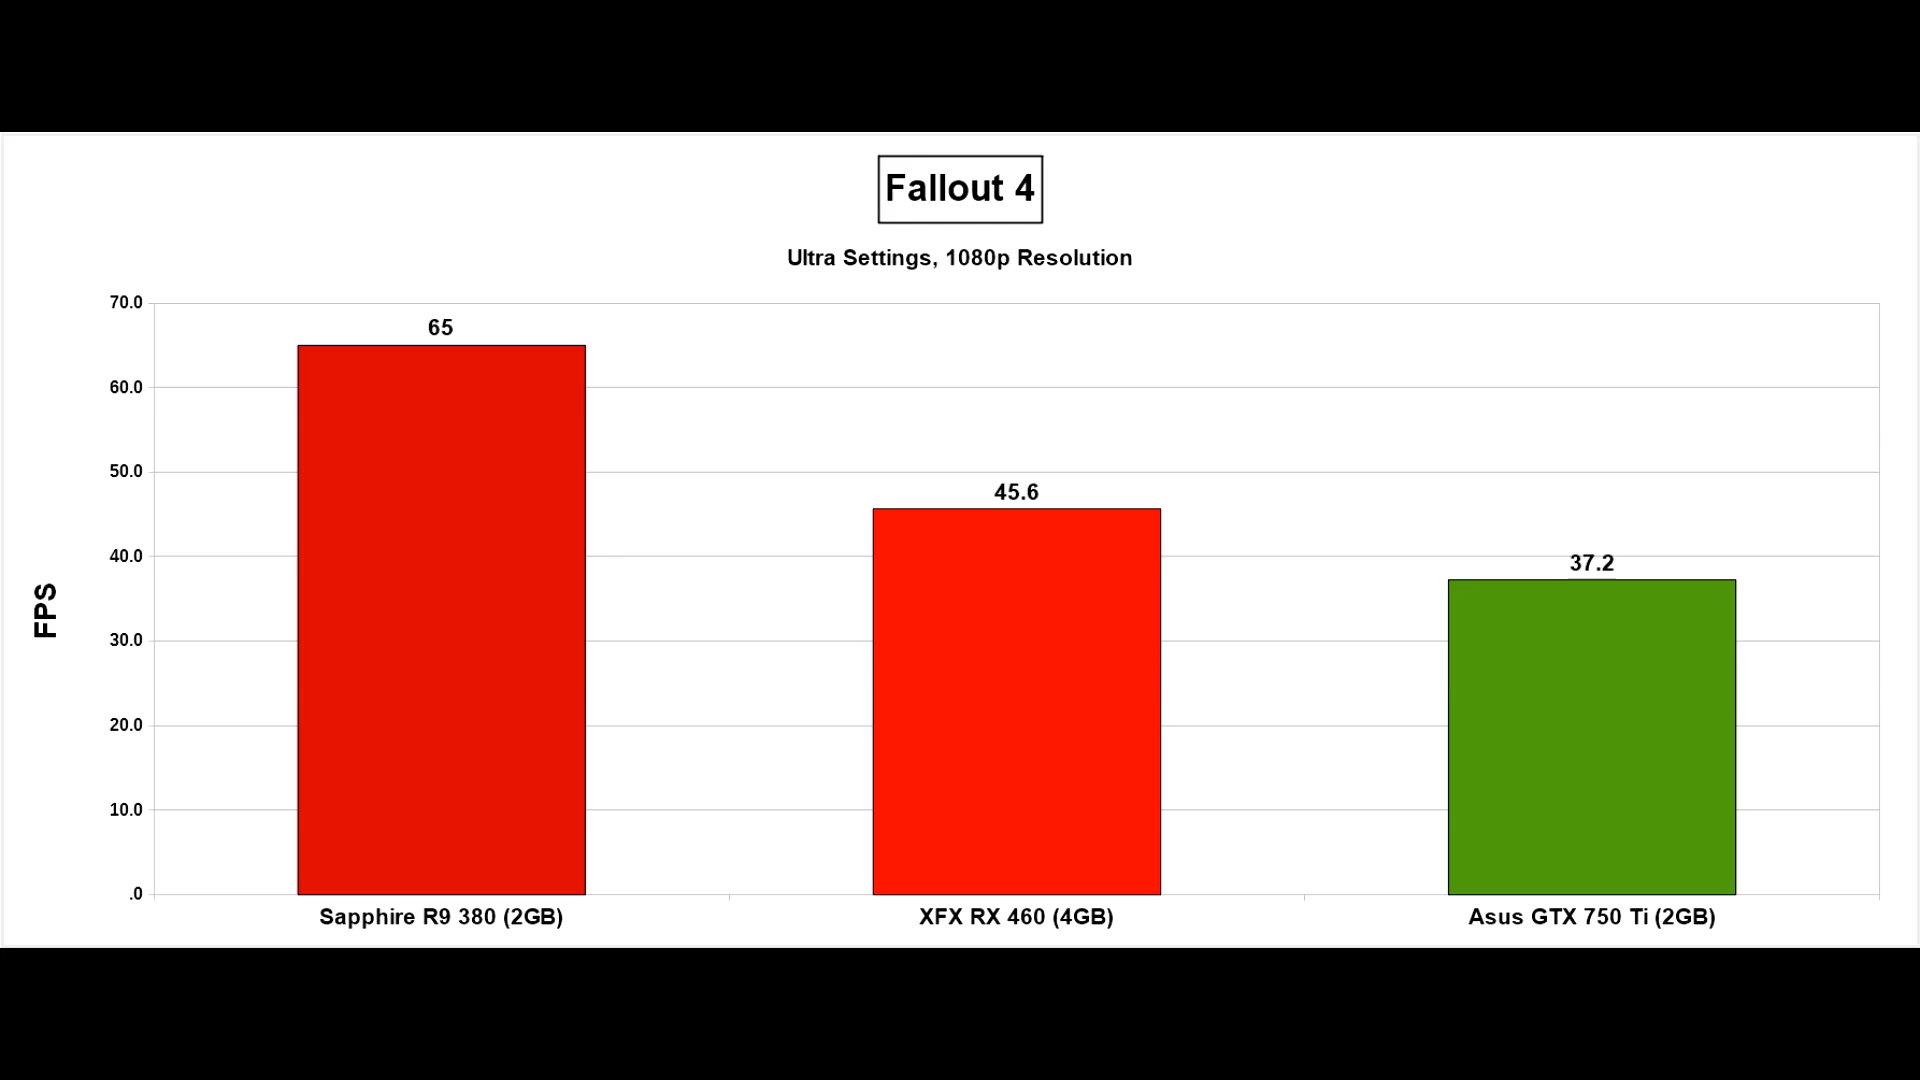 Fallout 4
Ultra Settings, 1080p Resolution
70.0
65
60.0
50.0
45.6
40.0
37.2
FPS
30.0
20.0
10.0
.0
Sapphire R9 380 (2GB)
XFX RX 460 (4GB)
Asus GTX 750 Ti (2GB)